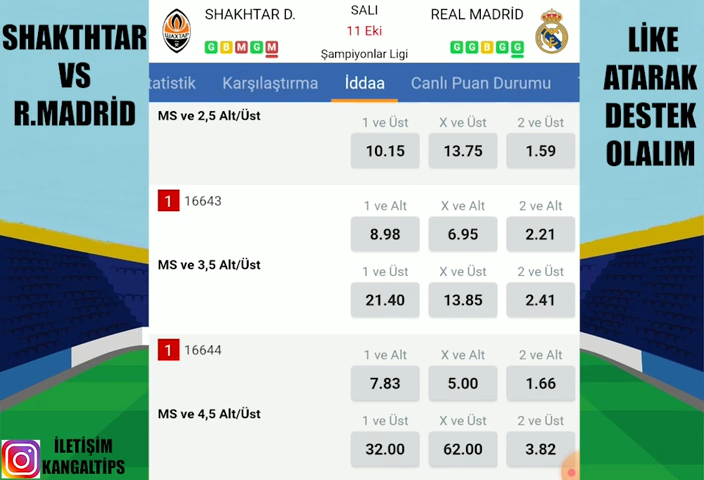 SHAKTHTAR
VS
R.MADRİD
SHAKHTAR D.
G B M G M
SALI
11 Eki
Şampiyonlar Ligi
REAL MADRİD
G G B G G
LİKE
ATARAK
DESTEK
OLALIM
tatistik Karşılaştırma İddaa Canlı Puan Durumu
MS ve 2,5 Alt/Üst
1 ve Üst X ve Üst 2 ve Üst
10.15 13.75 1.59
1 16643
1 ve Alt X ve Alt 2 ve Alt
8.98 6.95 2.21
MS ve 3,5 Alt/Üst
1 ve Üst X ve Üst 2 ve Üst
21.40 13.85 2.41
1 16644
1 ve Alt X ve Alt 2 ve Alt
7.83 5.00 1.66
MS ve 4,5 Alt/Üst
1 ve Üst X ve Üst 2 ve Üst
32.00 62.00 3.82
İLETİŞİM
KANGALTİPS